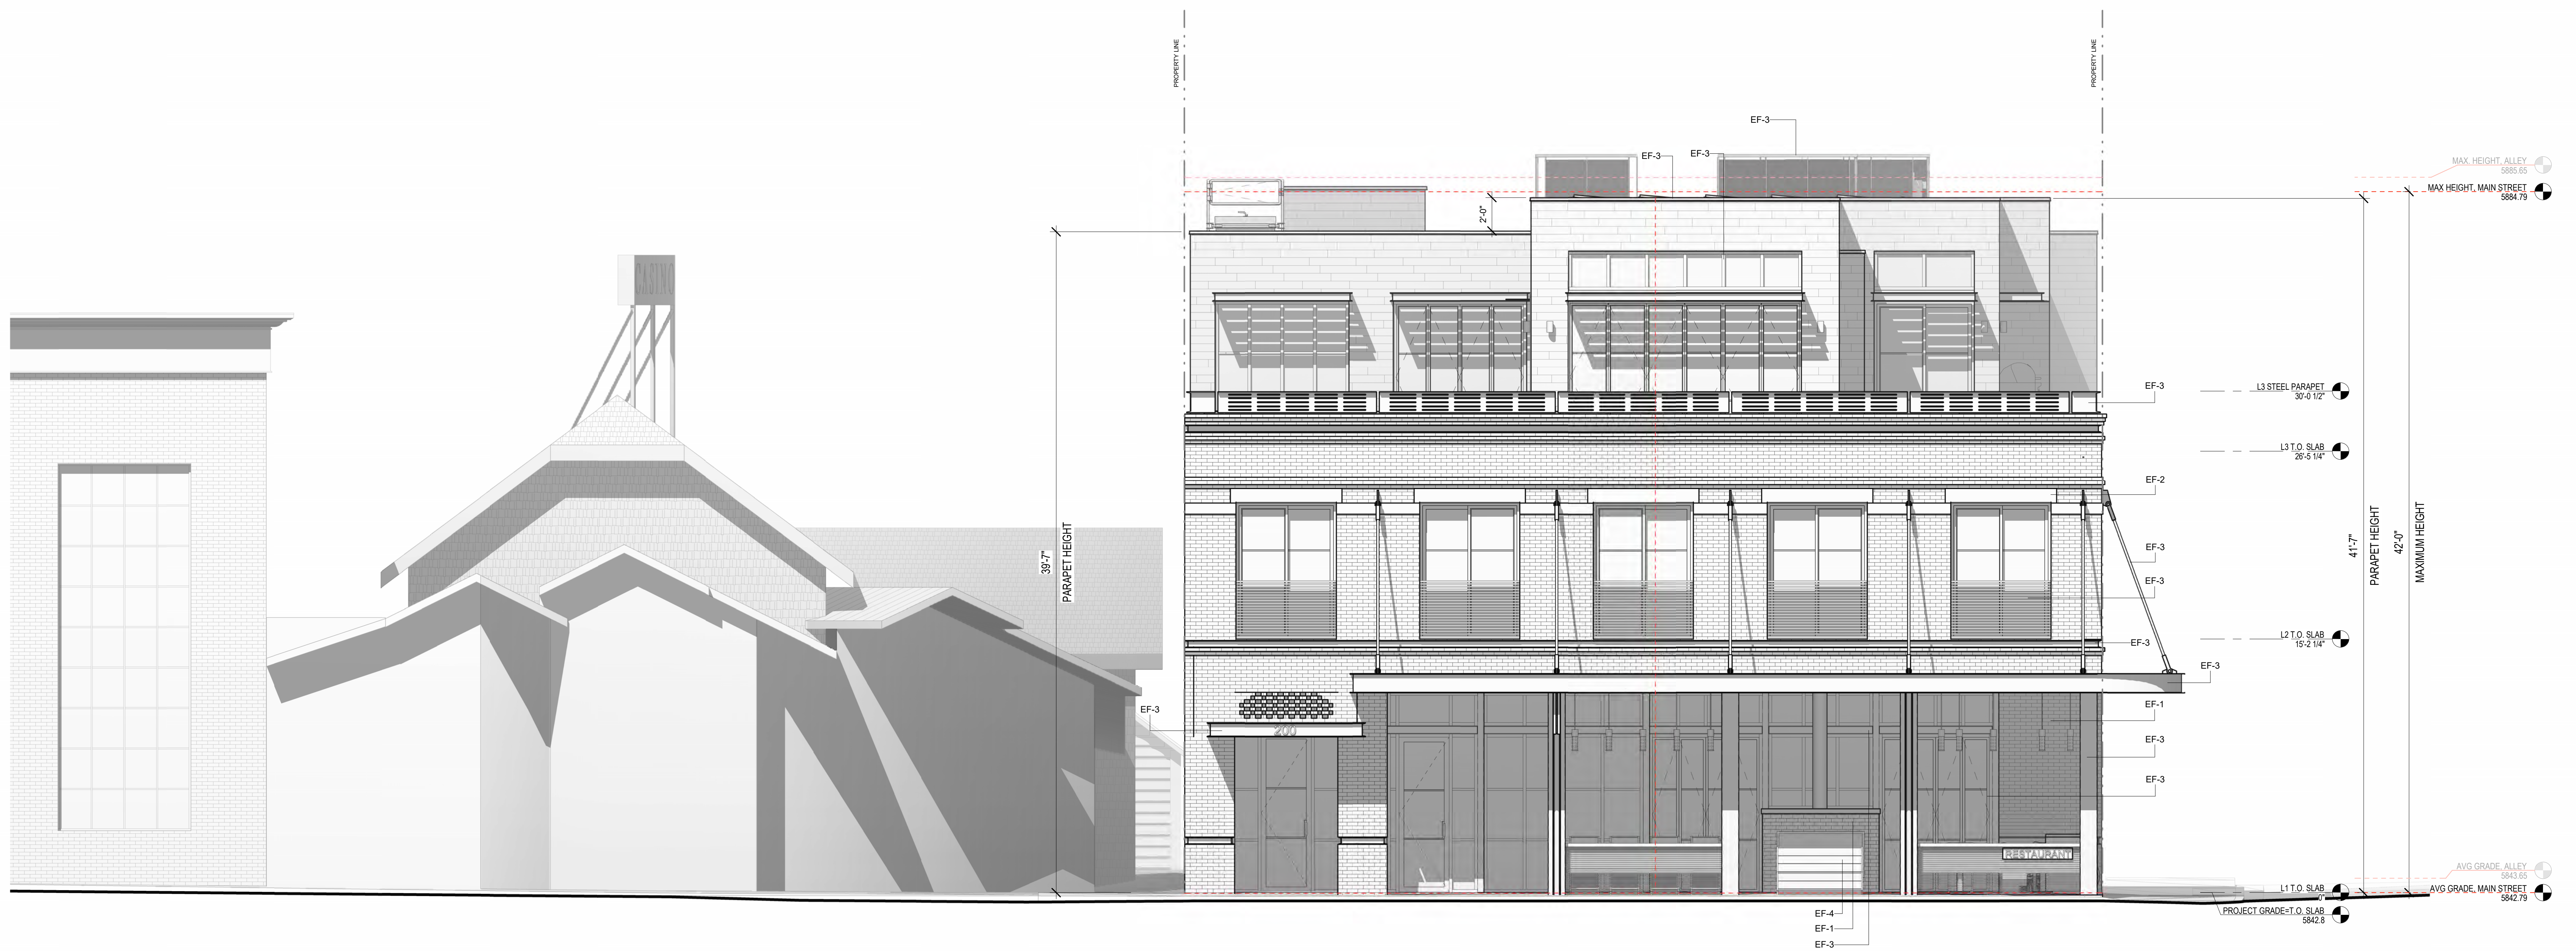 PROPERTY LINE
PROPERTY LINE
EF-3
EF-3
EF-3
MAX. HEIGHT, ALLEY
5885.65
MAX HEIGHT, MAIN STREET
5884.79
2'-0"
CASINO
L3 STEEL PARAPET
30'-0 1/2"
EF-3
L3 T.O. SLAB
26'-5 1/4"
EF-2
39'-7"
PARAPET HEIGHT
41'-7"
PARAPET HEIGHT
42'-0"
MAXIMUM HEIGHT
EF-3
EF-3
L2 T.O. SLAB
15'-2 1/4"
EF-3
EF-3
EF-3
EF-1
200
EF-3
EF-3
RESTAURANT
AVG GRADE, ALLEY
5843.65
L1 T.O. SLAB
0"
AVG GRADE, MAIN STREET
5842.79
PROJECT GRADE=T.O. SLAB
5842.8
EF-4
EF-1
EF-3